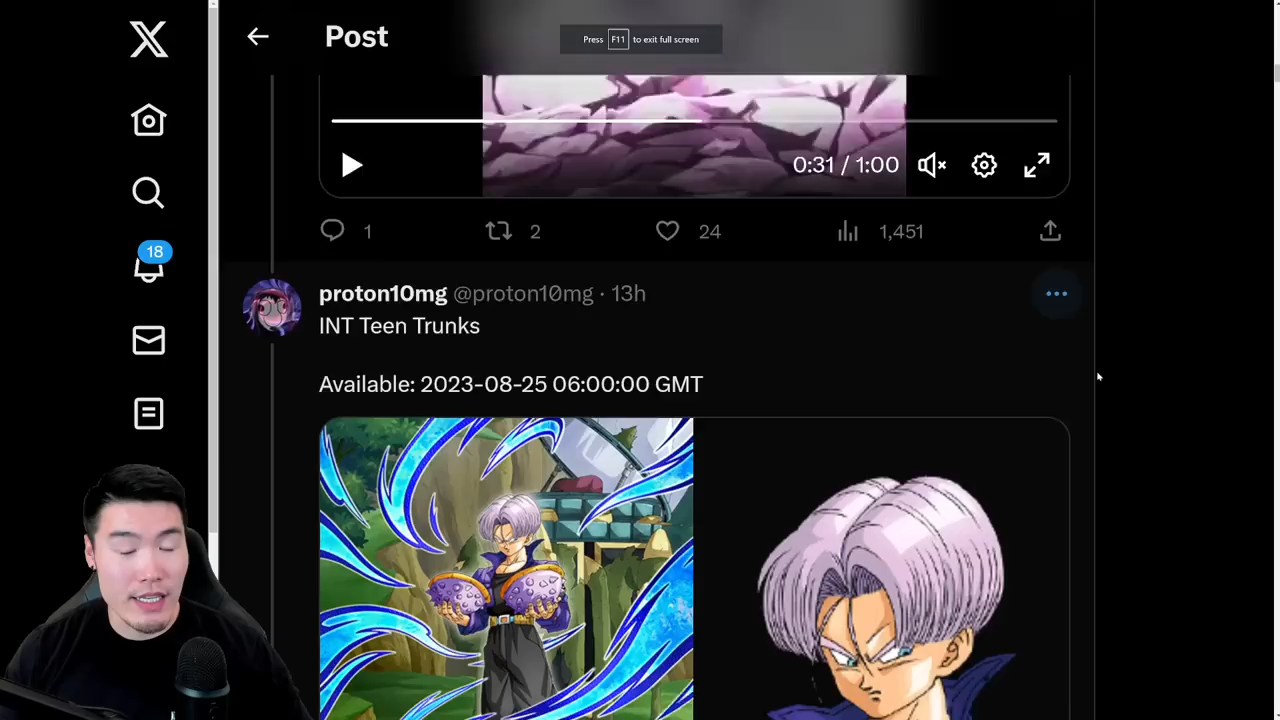 Post
Press F11 to exit full screen
0:31 / 1:00
1 2 24 1,451
18
proton10mg @proton10mg · 13h
INT Teen Trunks
Available: 2023-08-25 06:00:00 GMT